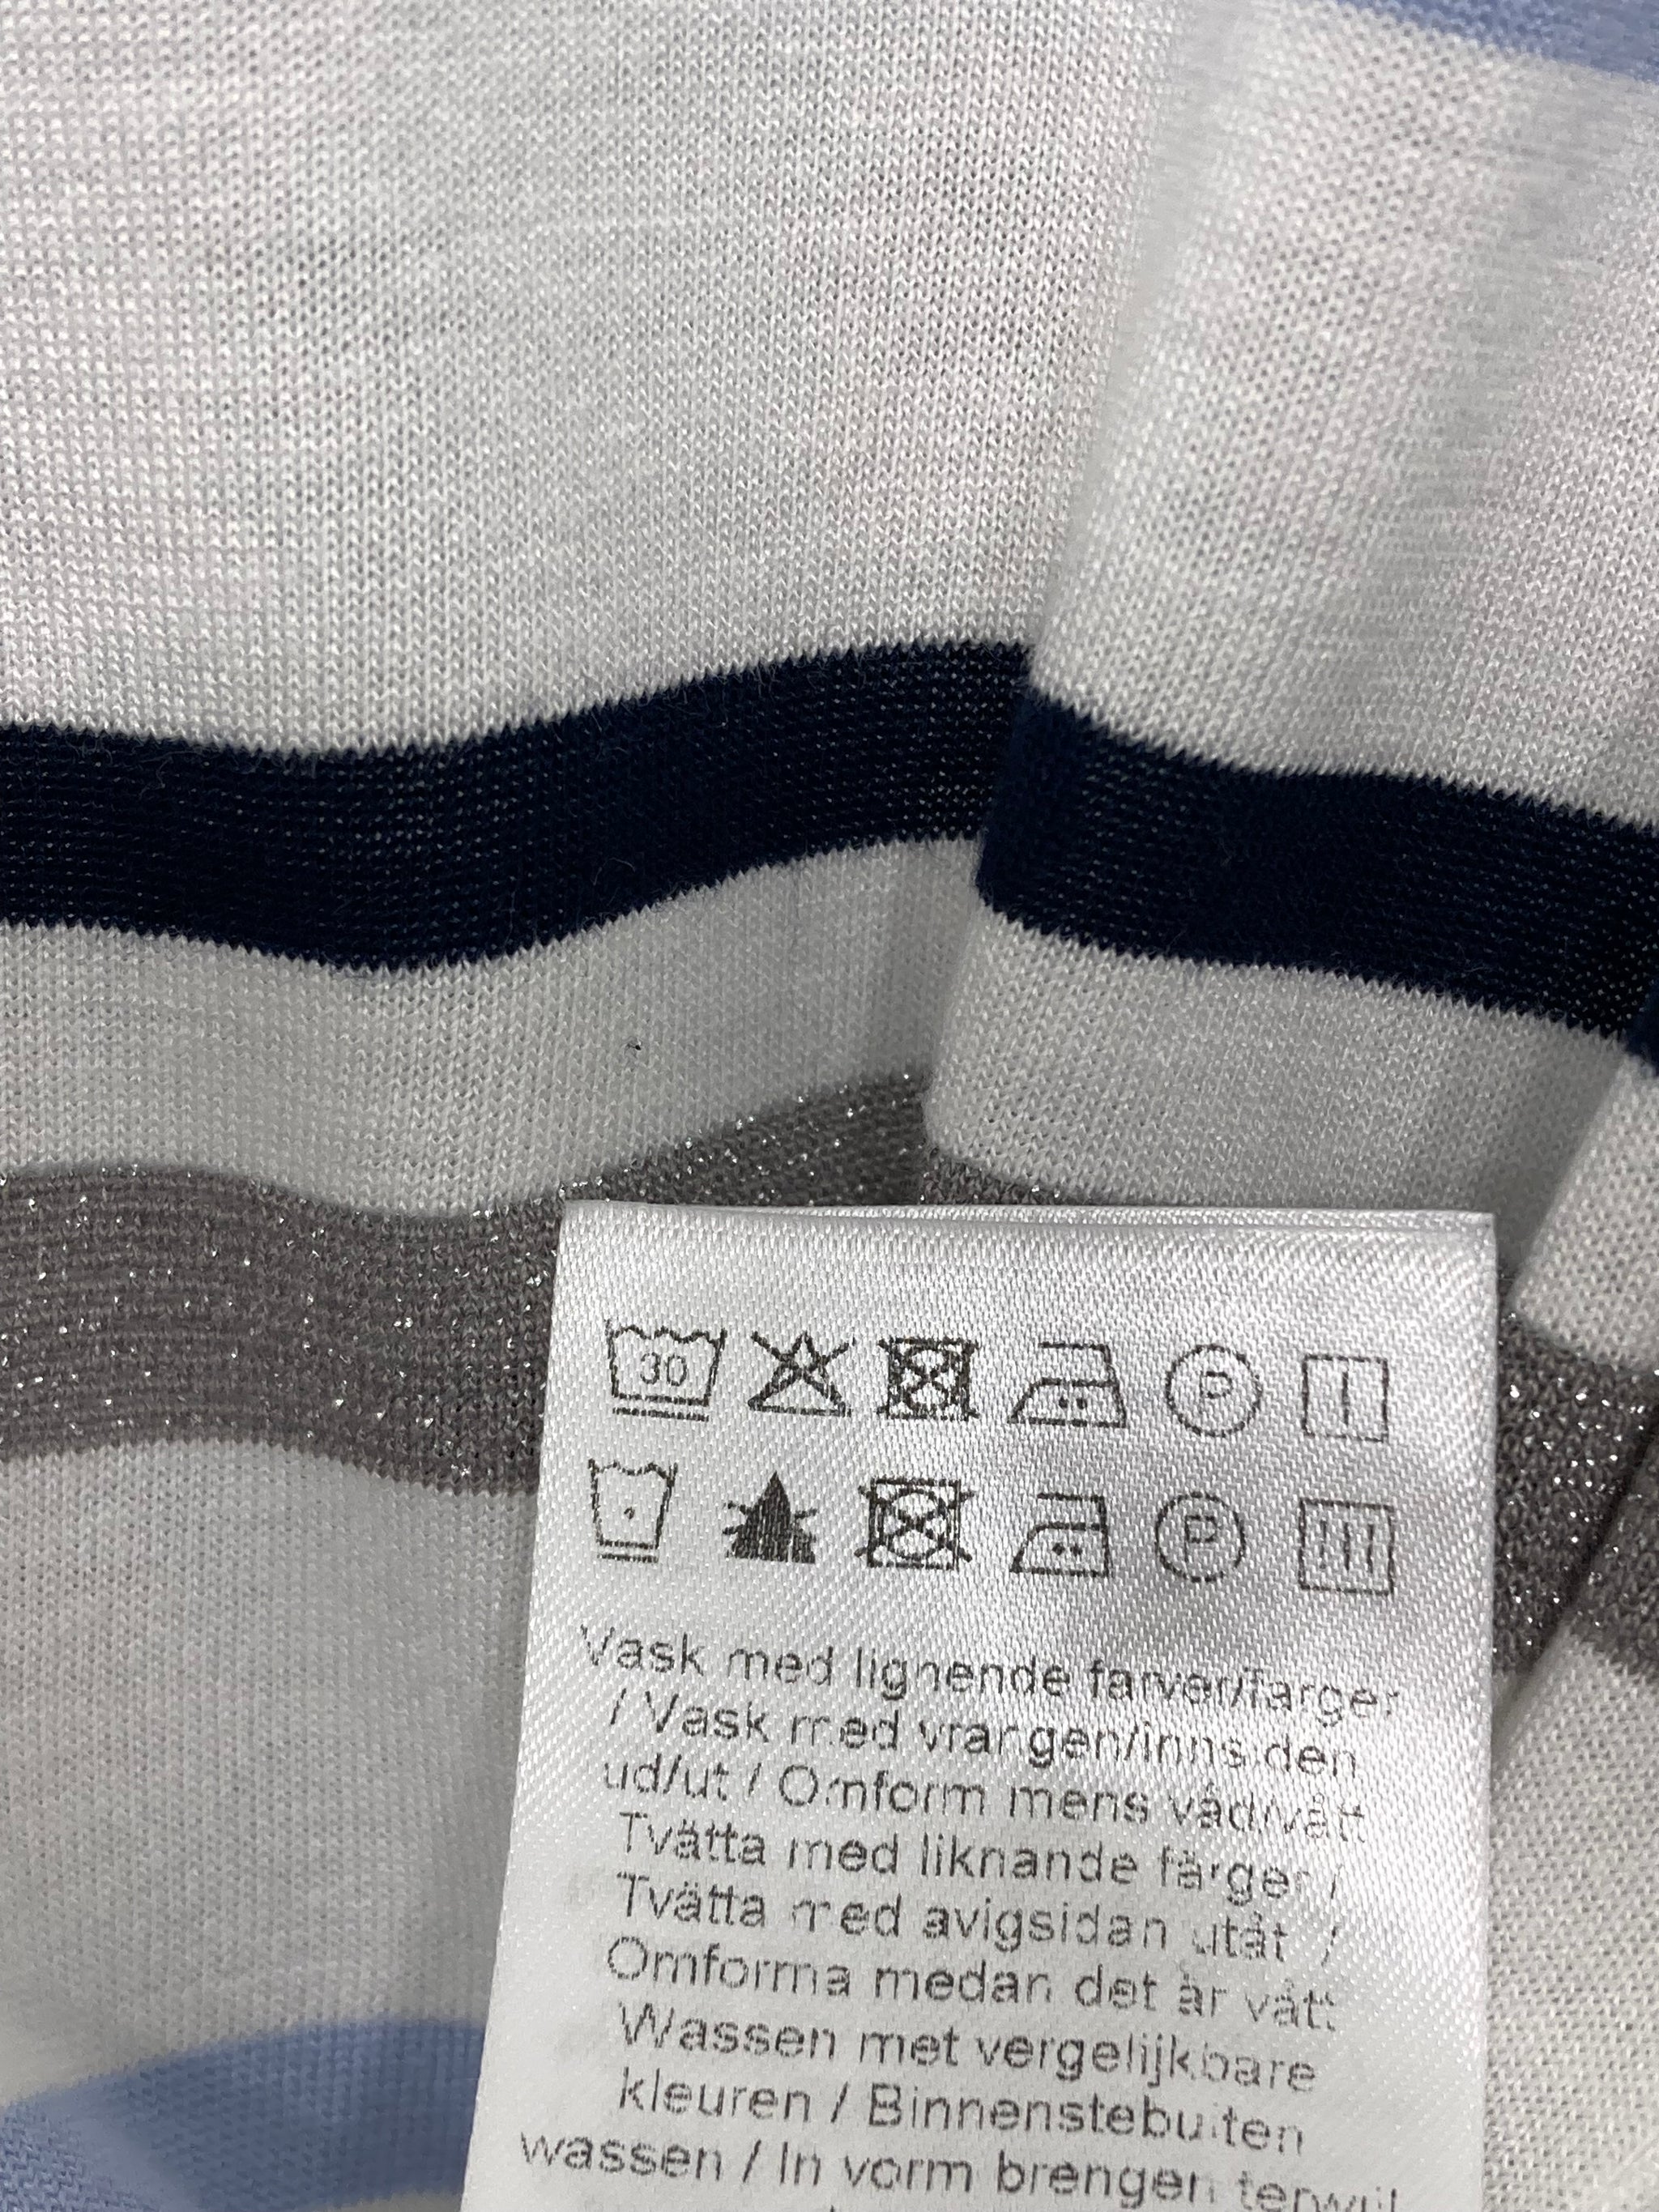 30
P
P
Vask med lignende farver/farger
/ Vask med vrangen/innsiden
ud/ut / Omform mens våd/vått
Tvätta med liknande färger /
Tvätta med avigsidan utåt /
Omforma medan det är vått
Wassen met vergelijkbare
kleuren / Binnenstebuiten
wassen / In vorm brengen